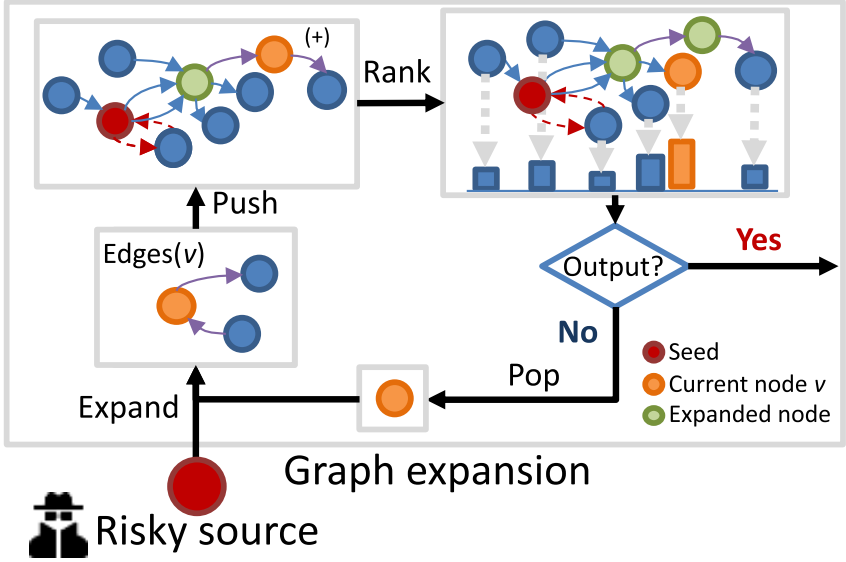 (+)
Rank
Push
Edges(v)
Output?
Yes
No
Pop
Expand
Seed
Current node v
Expanded node
Graph expansion
Risky source